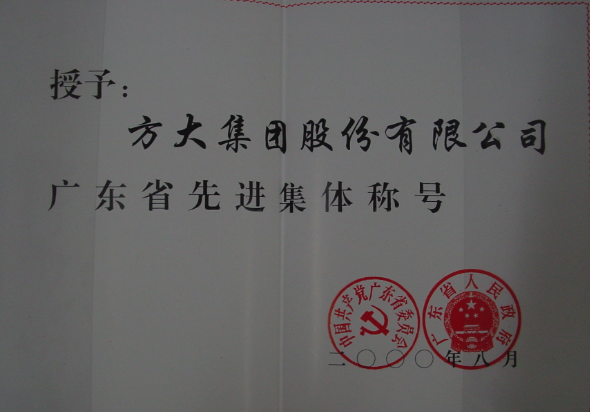 授予：
方大集团股份有限公司
广东省先进集体称号
中国共产党广东省委员会
广东省人民政府
二〇〇〇年八月